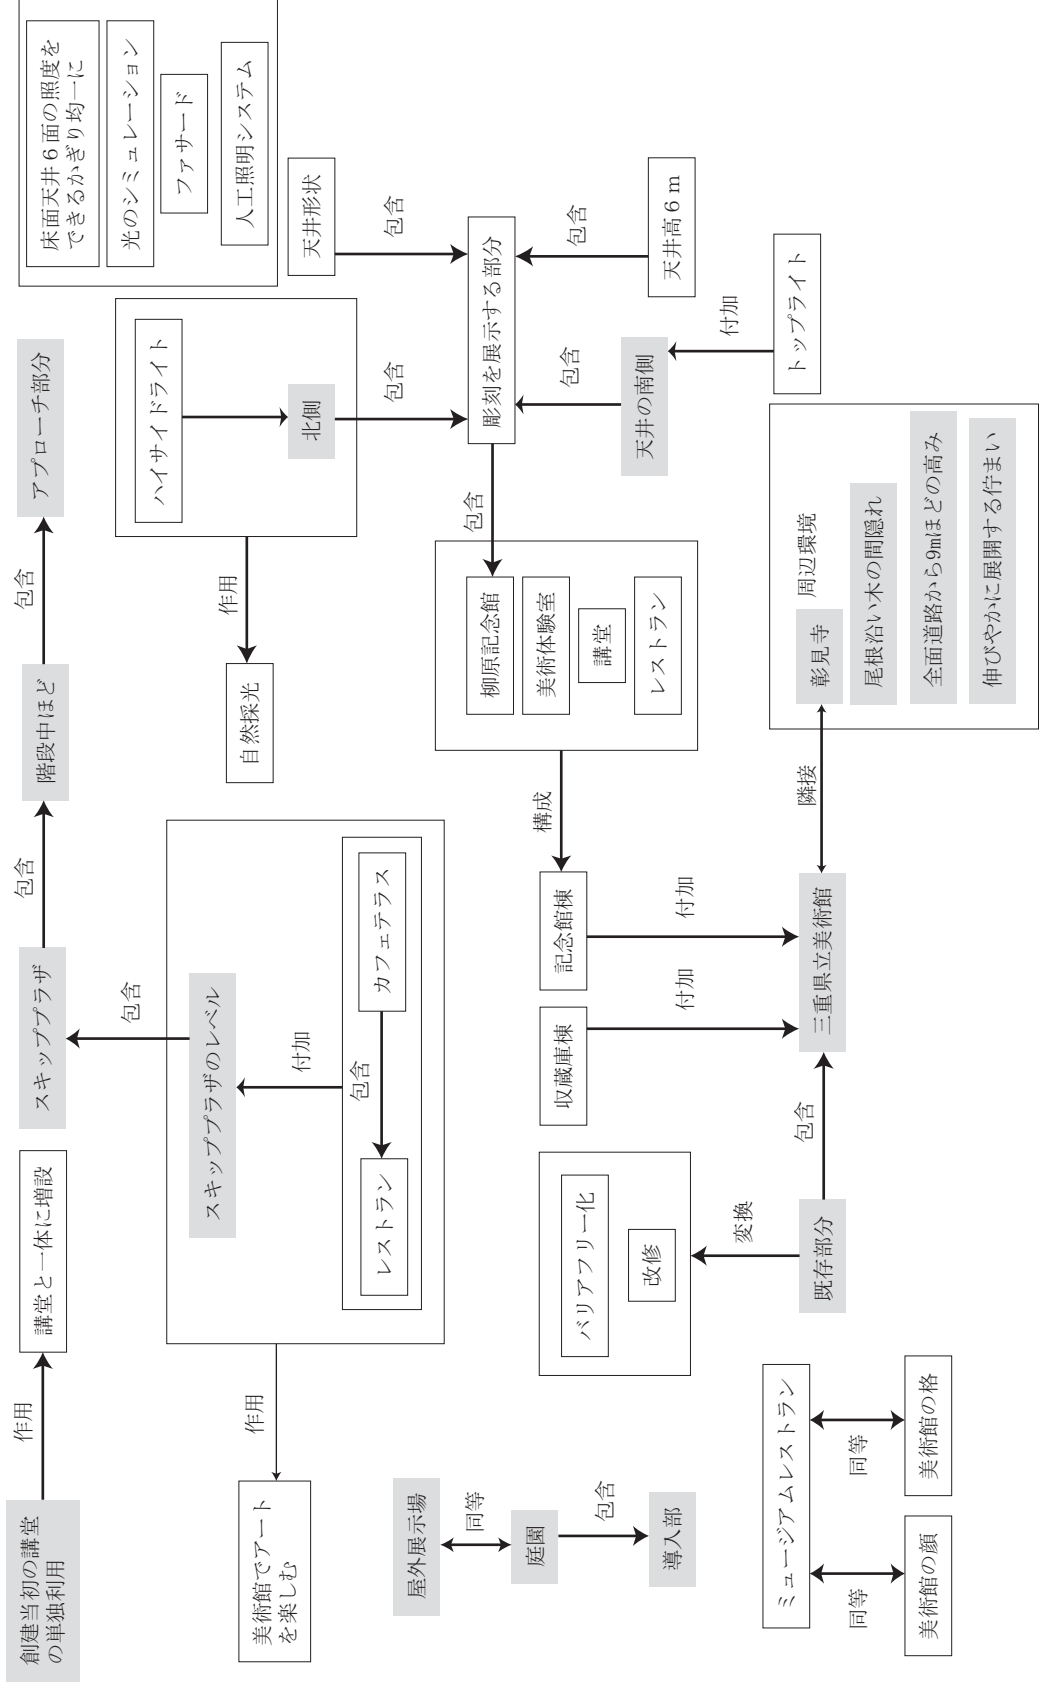 創建当初の講堂
の単独利用
作用
講堂と一体に増設
スキッププラザ
包含
階段中ほど
包含
アプローチ部分
床面天井6面の照度を
できるかぎり均一に
光のシミュレーション
ファサード
人工照明システム
包含
スキッププラザのレベル
付加
レストラン
包含
カフェテラス
作用
美術館でアート
を楽しむ
自然採光
作用
ハイサイドライト
北側
包含
天井形状
包含
彫刻を展示する部分
包含
天井の南側
包含
天井高6m
付加
トップライト
包含
柳原記念館
美術体験室
講堂
レストラン
構成
記念館棟
付加
収蔵庫棟
付加
三重県立美術館
隣接
周辺環境
彰見寺
尾根沿い木の間隠れ
全面道路から9mほどの高み
伸びやかに展開する佇まい
バリアフリー化
改修
変換
既存部分
包含
屋外展示場
同等
庭園
包含
導入部
ミュージアムレストラン
同等
美術館の顔
同等
美術館の格